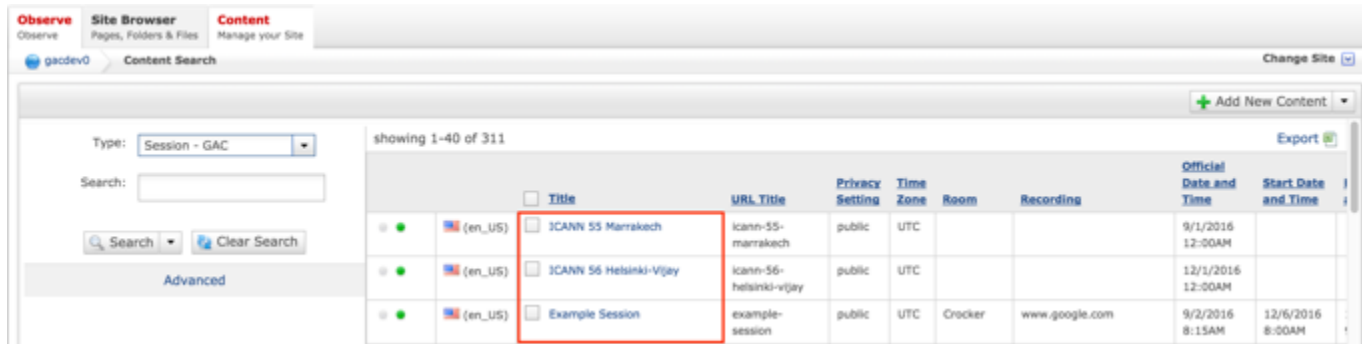 Observe Site Browser Content
Observe Pages, Folders & Files Manage your Site
gacdev0 Content Search Change Site
Add New Content
Type: Session - GAC
Search:
Search Clear Search
Advanced
showing 1-40 of 311 Export
Title URL Title Privacy Setting Time Zone Room Recording Official Date and Time Start Date and Time
(en_US) ICANN 55 Marrakech icann-55-marrakech public UTC 9/1/2016 12:00AM
(en_US) ICANN 56 Helsinki-Vijay icann-56-helsinki-vijay public UTC 12/1/2016 12:00AM
(en_US) Example Session example-session public UTC Crocker www.google.com 9/2/2016 8:15AM 12/6/2016 8:00AM